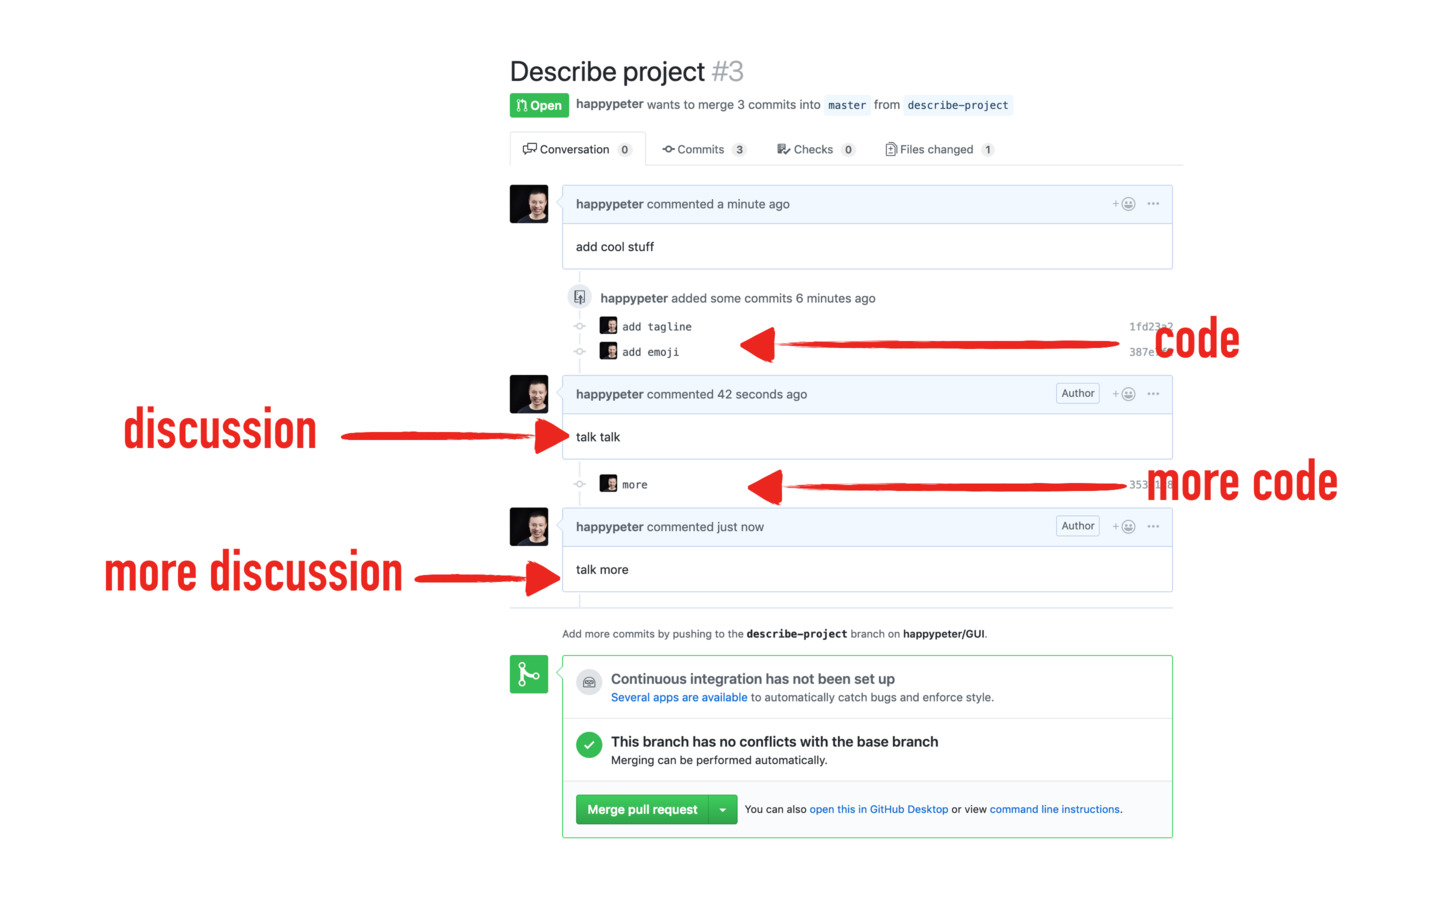 Describe project #3
Open happypeter wants to merge 3 commits into master from describe-project
Conversation 0 Commits 3 Checks 0 Files changed 1
happypeter commented a minute ago
add cool stuff
happypeter added some commits 6 minutes ago
add tagline
code
add emoji
happypeter commented 42 seconds ago Author
discussion
talk talk
more
more code
happypeter commented just now Author
more discussion
talk more
Add more commits by pushing to the describe-project branch on happypeter/GUI.
Continuous integration has not been set up
Several apps are available to automatically catch bugs and enforce style.
This branch has no conflicts with the base branch
Merging can be performed automatically.
Merge pull request You can also open this in GitHub Desktop or view command line instructions.